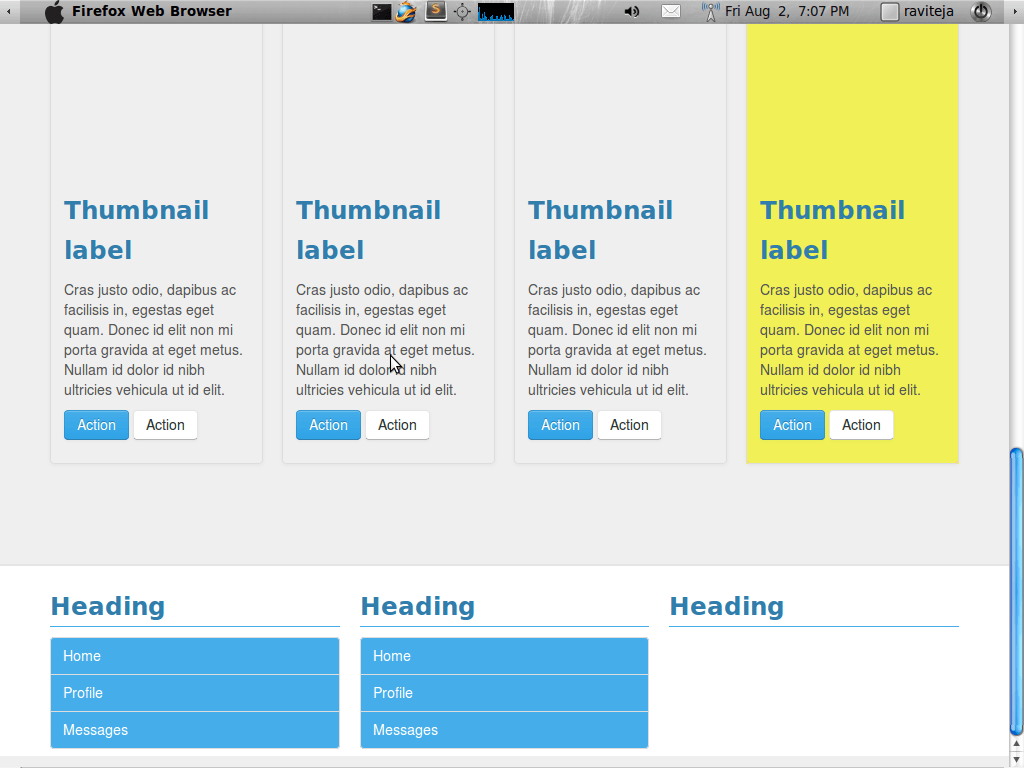 Firefox Web Browser
S
Fri Aug 2, 7:07 PM
raviteja
Thumbnail
label
Cras justo odio, dapibus ac
facilisis in, egestas eget
quam. Donec id elit non mi
porta gravida at eget metus.
Nullam id dolor id nibh
ultricies vehicula ut id elit.
Action Action
Thumbnail
label
Cras justo odio, dapibus ac
facilisis in, egestas eget
quam. Donec id elit non mi
porta gravida at eget metus.
Nullam id dolor id nibh
ultricies vehicula ut id elit.
Action Action
Thumbnail
label
Cras justo odio, dapibus ac
facilisis in, egestas eget
quam. Donec id elit non mi
porta gravida at eget metus.
Nullam id dolor id nibh
ultricies vehicula ut id elit.
Action Action
Thumbnail
label
Cras justo odio, dapibus ac
facilisis in, egestas eget
quam. Donec id elit non mi
porta gravida at eget metus.
Nullam id dolor id nibh
ultricies vehicula ut id elit.
Action Action
Heading
Home
Profile
Messages
Heading
Home
Profile
Messages
Heading